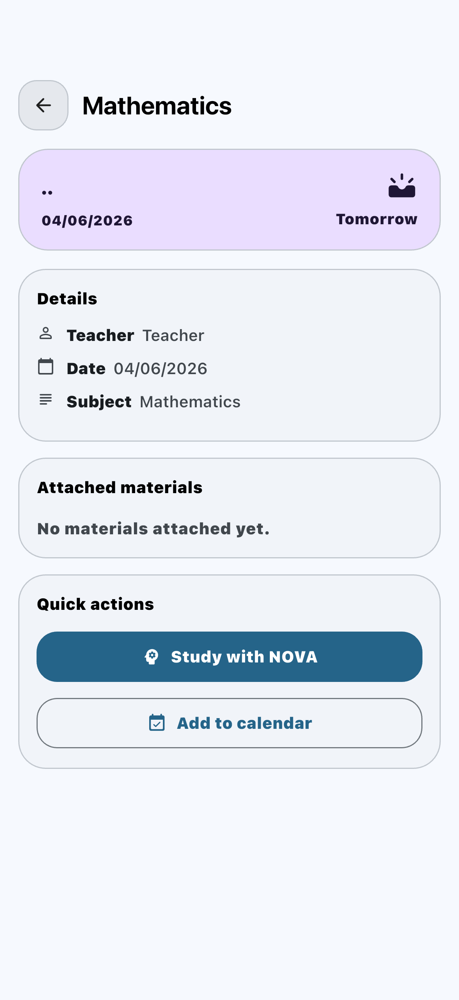 Mathematics
..
04/06/2026
Tomorrow
Details
Teacher Teacher
Date 04/06/2026
Subject Mathematics
Attached materials
No materials attached yet.
Quick actions
Study with NOVA
Add to calendar